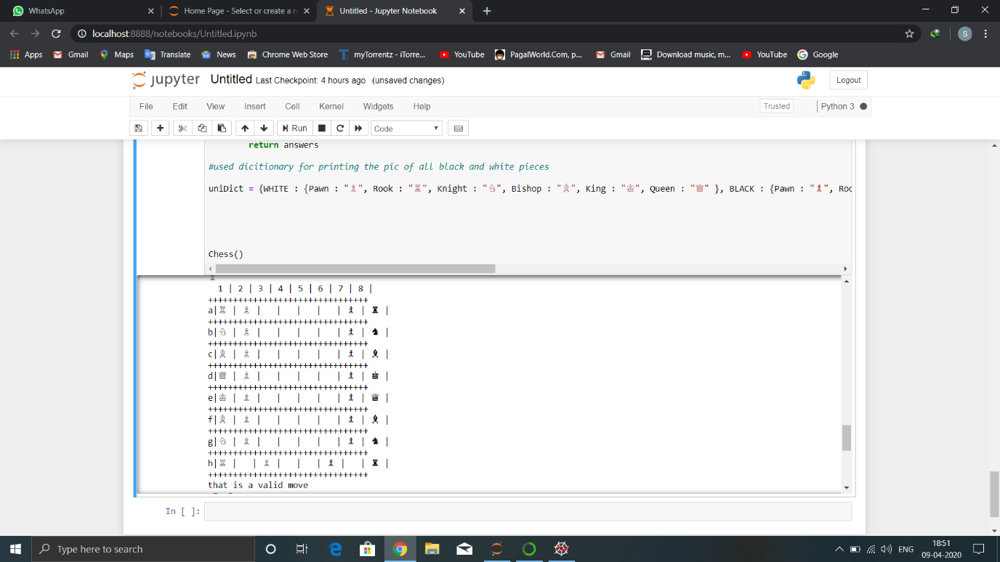 WhatsApp
Home Page - Select or create a n
Untitled - Jupyter Notebook
localhost:8888/notebooks/Untitled.ipynb
S
Apps Gmail Maps Translate News Chrome Web Store myTorrentz - iTorre... YouTube PagalWorld.Com, p... Gmail Download music, m... YouTube Google
jupyter Untitled Last Checkpoint: 4 hours ago (unsaved changes) Logout
File Edit View Insert Cell Kernel Widgets Help Trusted Python 3
Run Code
return answers
#used dicitionary for printing the pic of all black and white pieces
uniDict = {WHITE : {Pawn : "♙", Rook : "♖", Knight : "♘", Bishop : "♗", King : "♔", Queen : "♕" }, BLACK : {Pawn : "♟", Roo
Chess()
1 | 2 | 3 | 4 | 5 | 6 | 7 | 8 |
++++++++++++++++++++++++++++++++
a|♖ | ♙ |   |   |   |   | ♟ | ♜ |
++++++++++++++++++++++++++++++++
b|♘ | ♙ |   |   |   |   | ♟ | ♞ |
++++++++++++++++++++++++++++++++
c|♗ | ♙ |   |   |   |   | ♟ | ♝ |
++++++++++++++++++++++++++++++++
d|♕ | ♙ |   |   |   |   | ♟ | ♚ |
++++++++++++++++++++++++++++++++
e|♔ | ♙ |   |   |   |   | ♟ | ♛ |
++++++++++++++++++++++++++++++++
f|♗ | ♙ |   |   |   |   | ♟ | ♝ |
++++++++++++++++++++++++++++++++
g|♘ | ♙ |   |   |   |   | ♟ | ♞ |
++++++++++++++++++++++++++++++++
h|♖ |   | ♙ |   |   | ♟ |   | ♜ |
++++++++++++++++++++++++++++++++
that is a valid move
In [ ]:
Type here to search
ENG
18:51
09-04-2020